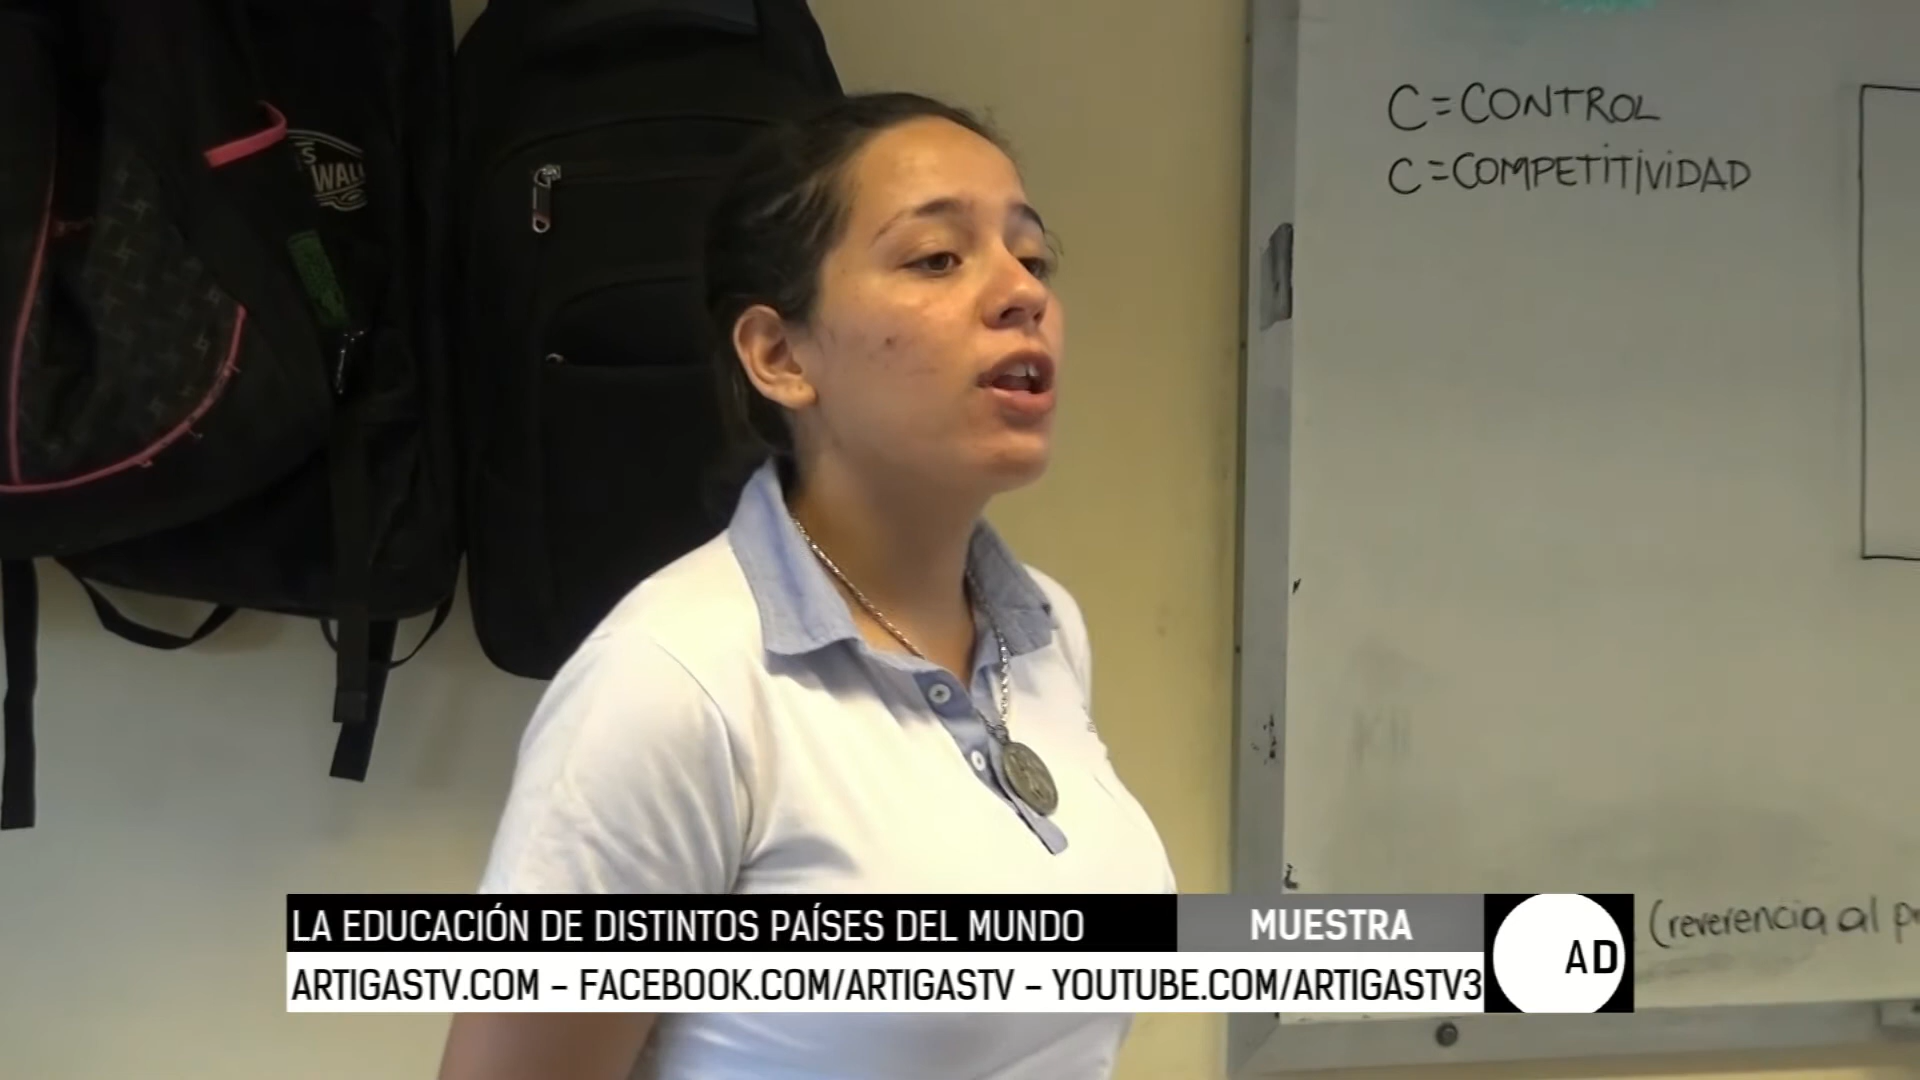 C=CONTROL
C=COMPETITIVIDAD
WALL
(reverencia al
LA EDUCACIÓN DE DISTINTOS PAÍSES DEL MUNDO
MUESTRA
AD
ARTIGASTV.COM – FACEBOOK.COM/ARTIGASTV – YOUTUBE.COM/ARTIGASTV3